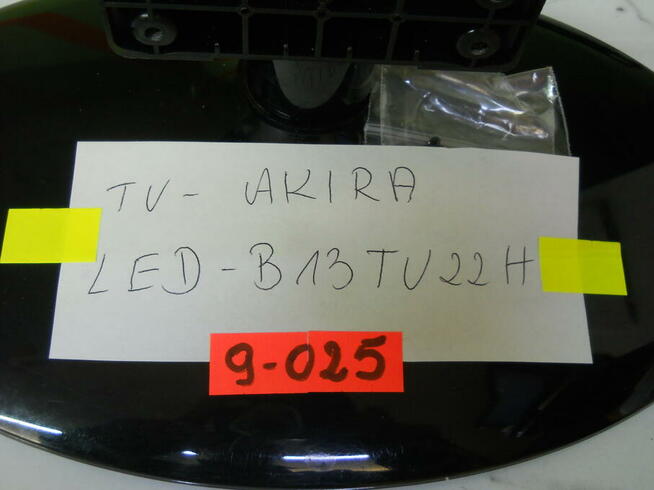 TV- AKIRA
LED-B13TU22H
9-025